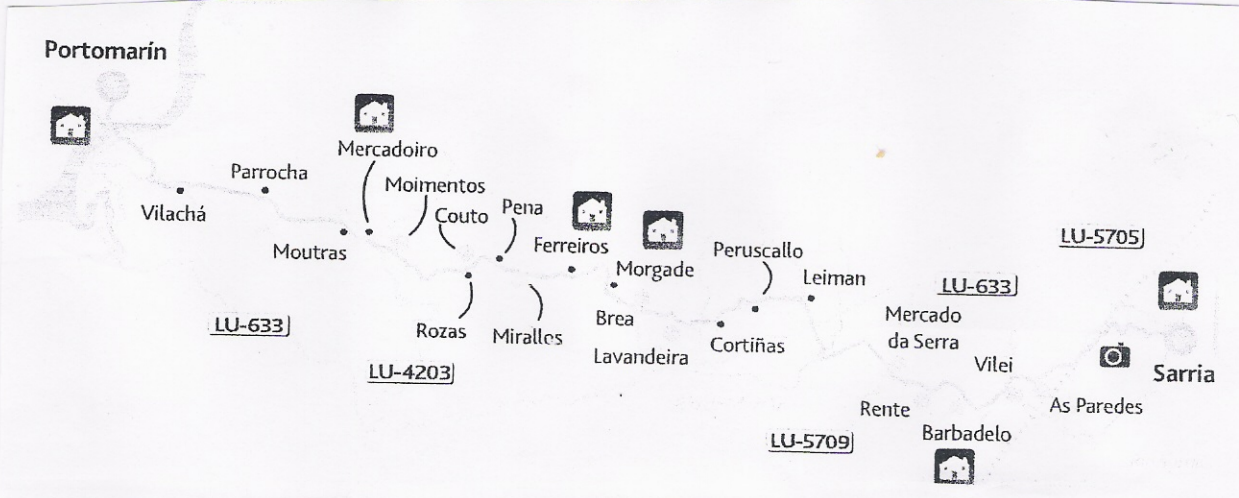 Portomarín
Mercadoiro
Parrocha
Moimentos
Vilachá
Couto
Pena
Ferreiros
Moutras
Morgade
Peruscallo
Leiman
LU-5705
LU-633
LU-633
Rozas
Miralles
Brea
Lavandeira
Cortiñas
Mercado
da Serra
Vilei
Sarria
LU-4203
Rente
As Paredes
LU-5709
Barbadelo